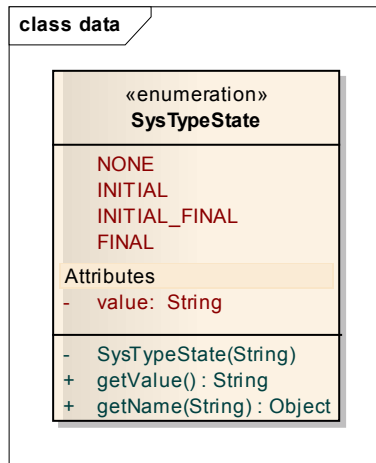 class data
«enumeration»
SysTypeState
NONE
INITIAL
INITIAL_FINAL
FINAL
Attributes
- value: String
- SysTypeState(String)
+ getValue() : String
+ getName(String) : Object